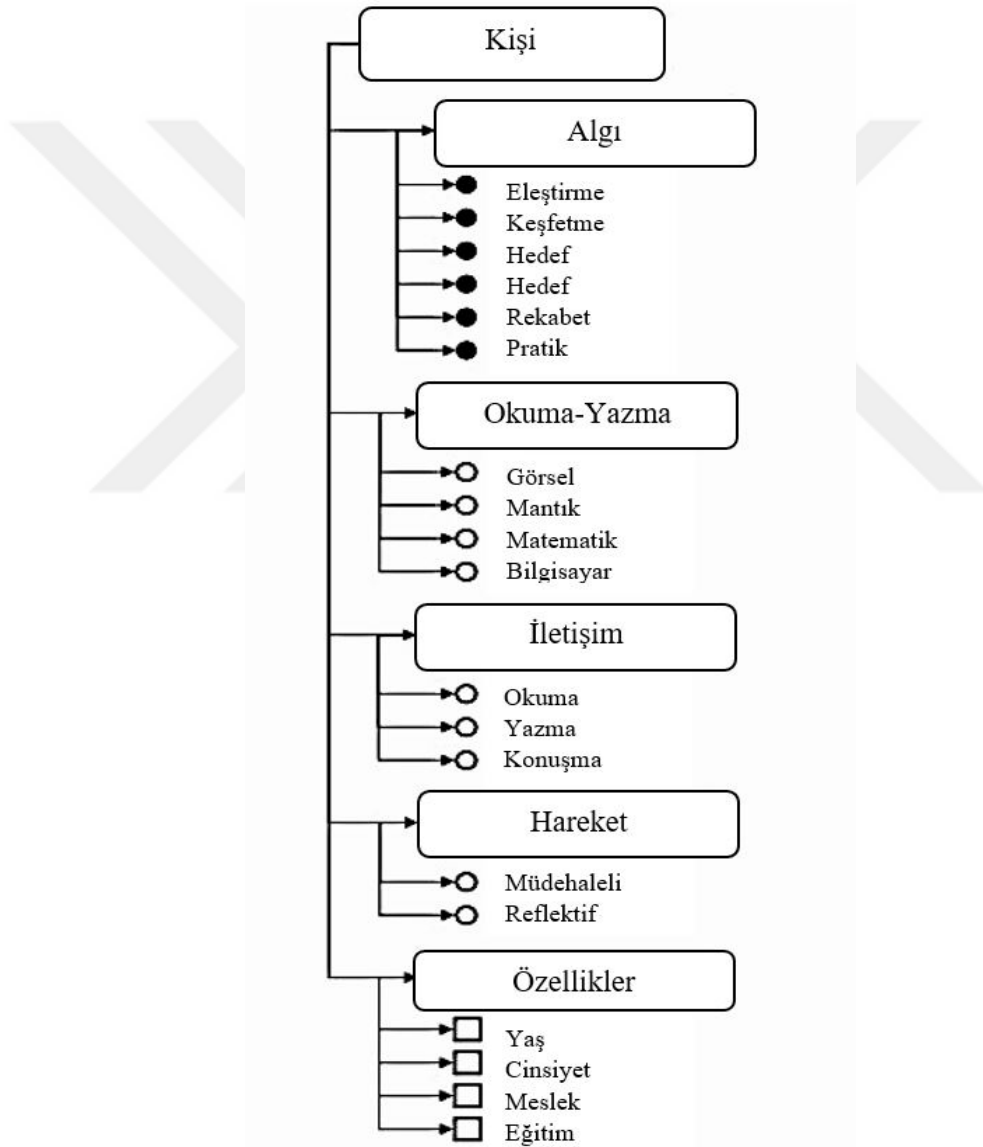 Kişi
Algı
Eleştirme
Keşfetme
Hedef
Hedef
Rekabet
Pratik
Okuma-Yazma
Görsel
Mantık
Matematik
Bilgisayar
İletişim
Okuma
Yazma
Konuşma
Hareket
Müdehaleli
Reflektif
Özellikler
Yaş
Cinsiyet
Meslek
Eğitim